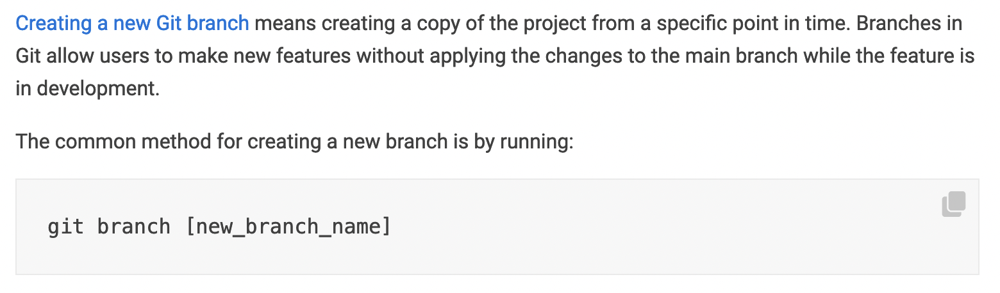 Creating a new Git branch means creating a copy of the project from a specific point in time. Branches in
Git allow users to make new features without applying the changes to the main branch while the feature is
in development.
The common method for creating a new branch is by running:
git branch [new_branch_name]